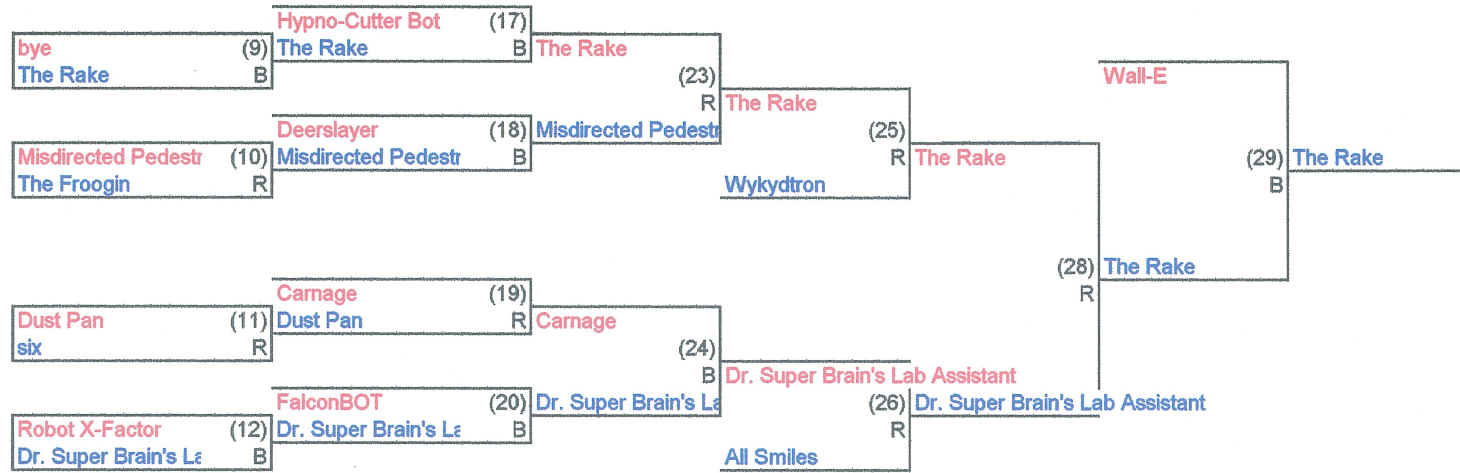 Hypno-Cutter Bot (17)
bye (9) The Rake B The Rake
The Rake B
(23)
R The Rake
Wall-E
Deerslayer (18) Misdirected Pedestr
Misdirected Pedestr (10) Misdirected Pedestr B
The Froogin R
(25)
R The Rake
Wykydtron
(29) The Rake
B
(28) The Rake
R
Carnage (19)
Dust Pan (11) Dust Pan R Carnage
six R
(24)
B Dr. Super Brain's Lab Assistant
FalconBOT (20) Dr. Super Brain's La
Robot X-Factor (12) Dr. Super Brain's La B
Dr. Super Brain's La B
(26) Dr. Super Brain's Lab Assistant
R
All Smiles